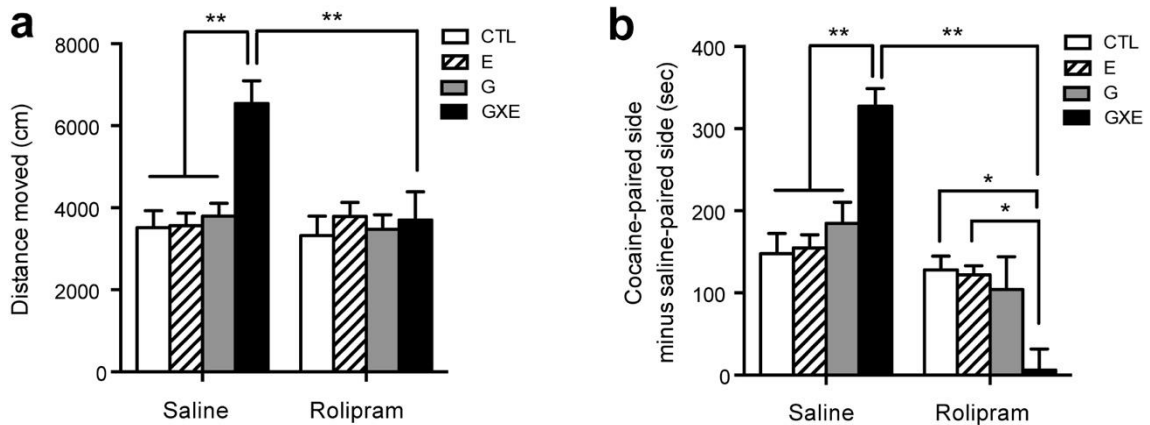 a
**
**
CTL
E
G
GXE
Distance moved (cm)
8000
6000
4000
2000
0
Saline
Rolipram
b
**
**
CTL
E
G
GXE
Cocaine-paired side
minus saline-paired side (sec)
400
300
200
100
0
*
*
Saline
Rolipram